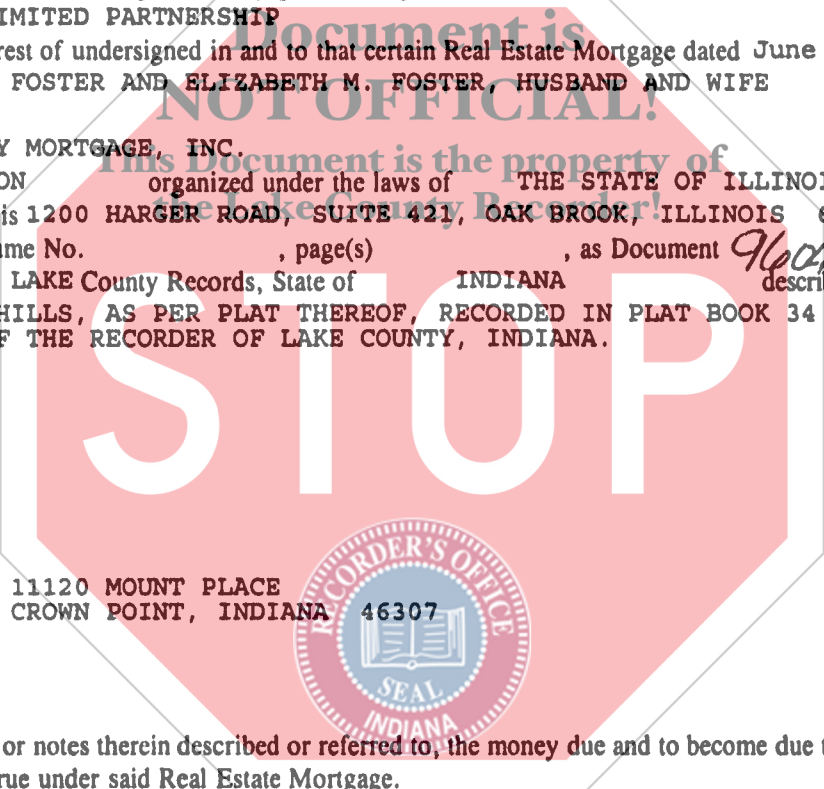 LIMITED PARTNERSHIP
Document is
rest of undersigned in and to that certain Real Estate Mortgage dated June
FOSTER AND ELIZABETH M. FOSTER, HUSBAND AND WIFE
NOT OFFICIAL!
Y MORTGAGE, INC.
This Document is the property of
ON organized under the laws of THE STATE OF ILLINOI
the Lake County Recorder!
is 1200 HARGER ROAD, SUITE 421, OAK BROOK, ILLINOIS
ume No. , page(s) , as Document 9604
LAKE County Records, State of INDIANA descri
HILLS, AS PER PLAT THEREOF, RECORDED IN PLAT BOOK 34
F THE RECORDER OF LAKE COUNTY, INDIANA.
STOP
RECORDER'S OFFICE
11120 MOUNT PLACE
CROWN POINT, INDIANA 46307
SEAL
INDIANA
or notes therein described or referred to, the money due and to become due t
rue under said Real Estate Mortgage.